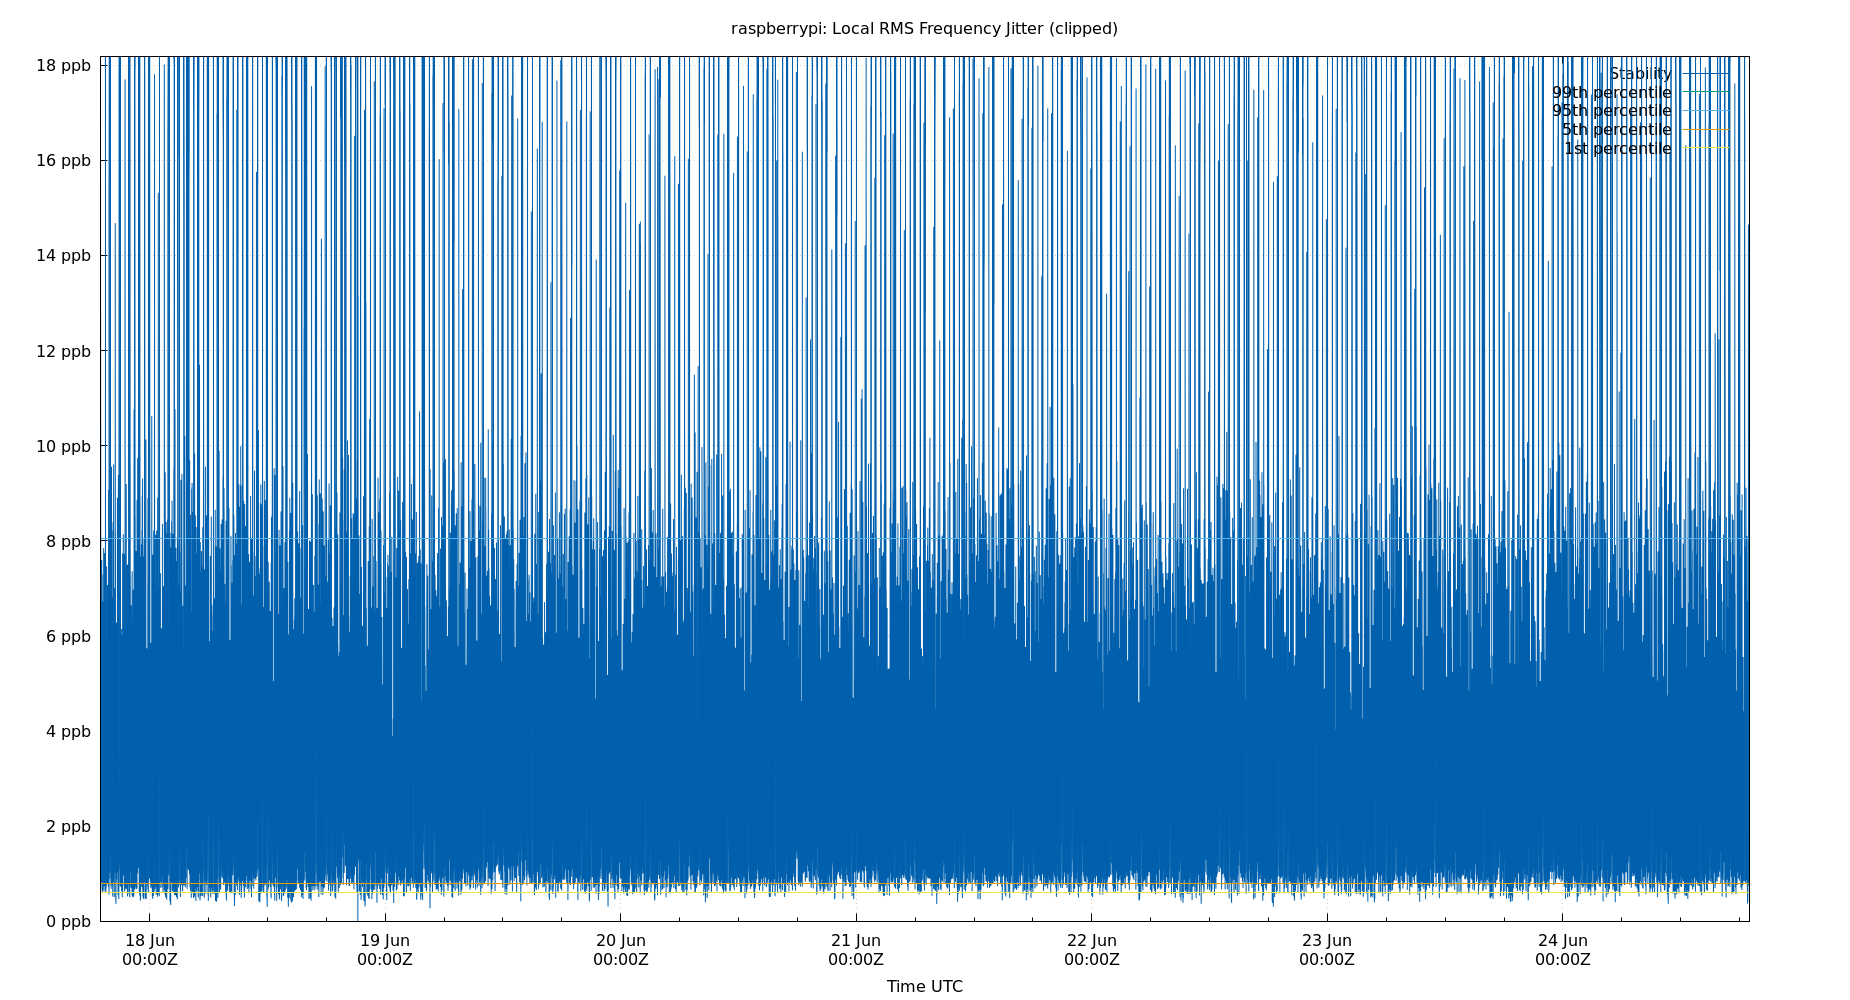 raspberrypi: Local RMS Frequency Jitter (clipped)
18 ppb
16 ppb
14 ppb
12 ppb
10 ppb
8 ppb
6 ppb
4 ppb
2 ppb
0 ppb
Stability
99th percentile
95th percentile
5th percentile
1st percentile
18 Jun 19 Jun 20 Jun 21 Jun 22 Jun 23 Jun 24 Jun
00:00Z 00:00Z 00:00Z 00:00Z 00:00Z 00:00Z 00:00Z
Time UTC